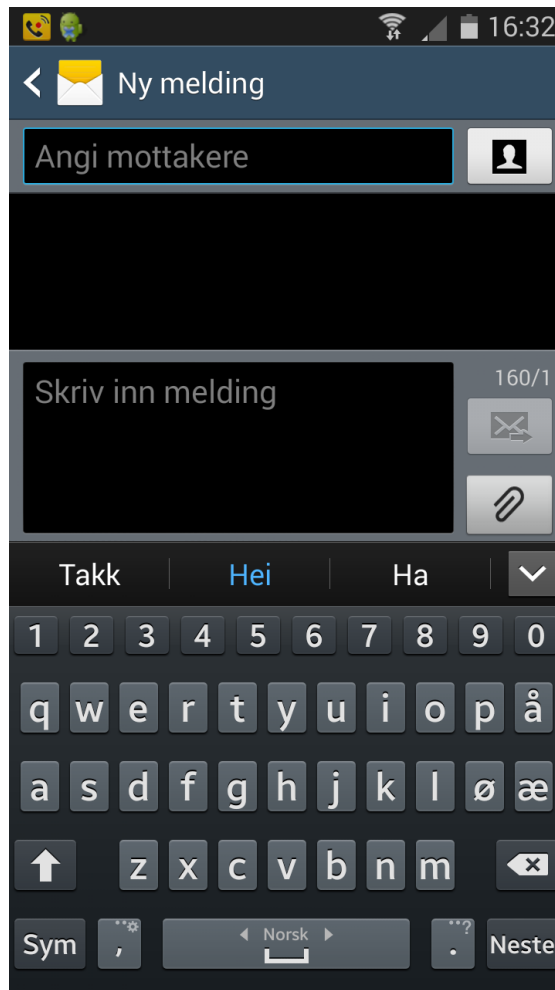 16:32
Ny melding
Angi mottakere
160/1
Skriv inn melding
Takk Hei Ha
1 2 3 4 5 6 7 8 9 0
q w e r t y u i o p å
a s d f g h j k l ø æ
z x c v b n m
Sym , Norsk . ? Neste